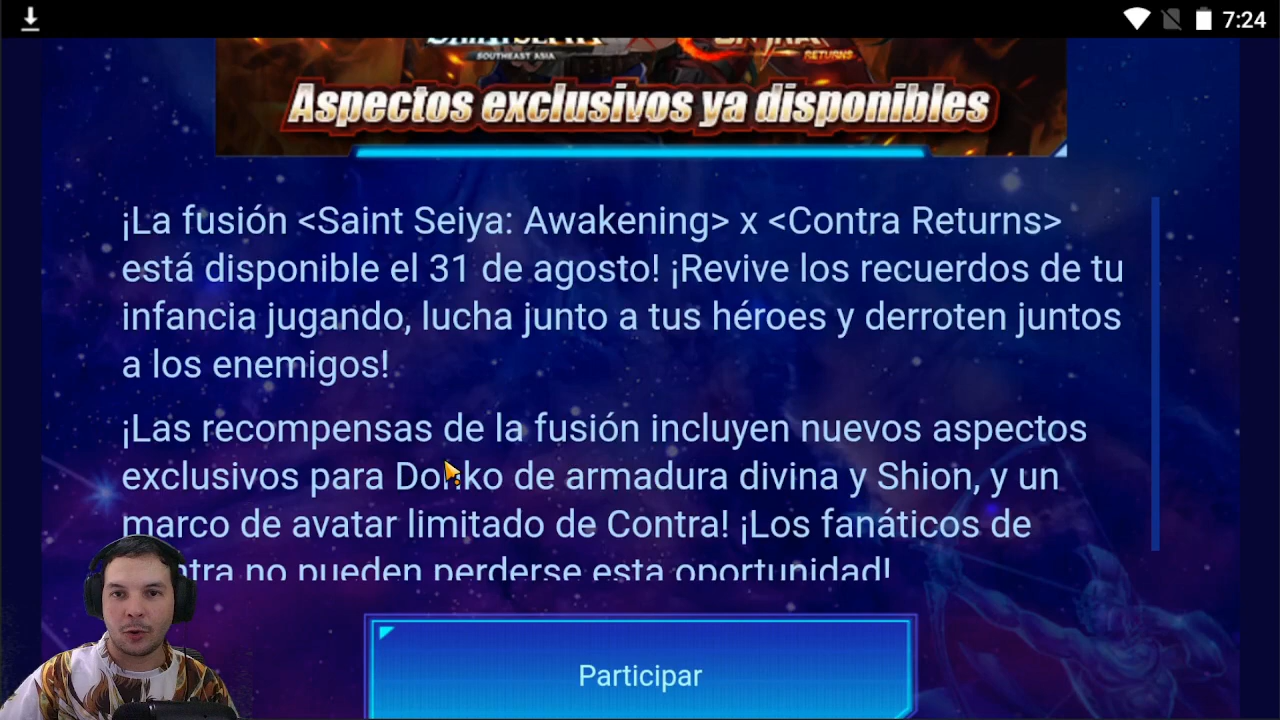 7:24
SOUTHEAST ASIA
RETURNS
Aspectos exclusivos ya disponibles
¡La fusión <Saint Seiya: Awakening> x <Contra Returns>
está disponible el 31 de agosto! ¡Revive los recuerdos de tu
infancia jugando, lucha junto a tus héroes y derroten juntos
a los enemigos!
¡Las recompensas de la fusión incluyen nuevos aspectos
exclusivos para Dohko de armadura divina y Shion, y un
marco de avatar limitado de Contra! ¡Los fanáticos de
no pueden perderse esta oportunidad!
Participar